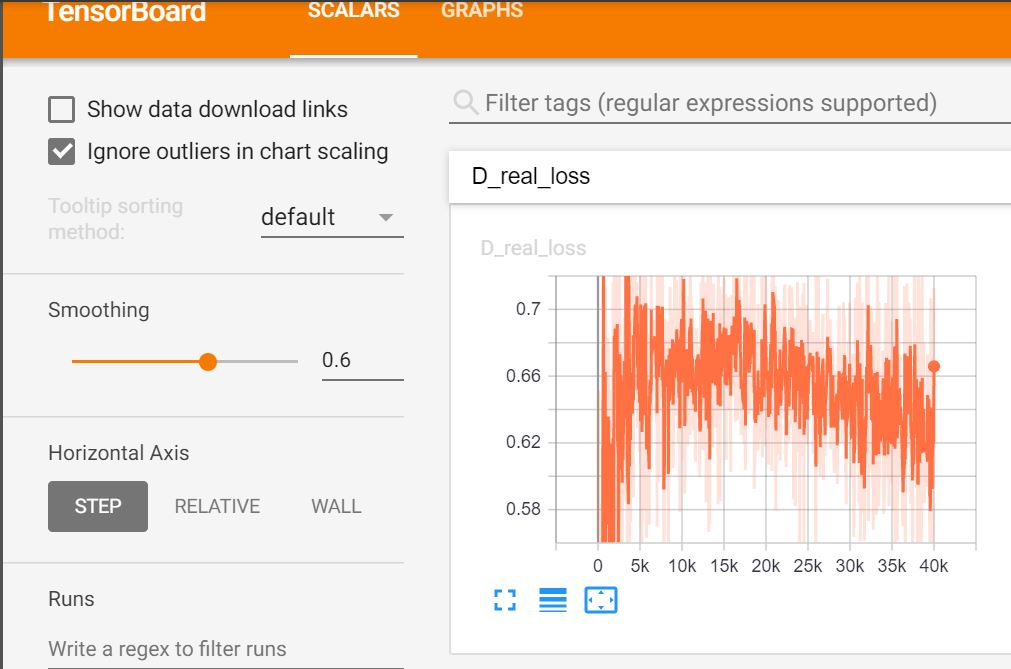 TensorBoard
SCALARS
GRAPHS
Show data download links
Ignore outliers in chart scaling
Tooltip sorting
method:
default
Smoothing
0.6
Horizontal Axis
STEP
RELATIVE
WALL
Runs
Write a regex to filter runs
Filter tags (regular expressions supported)
D_real_loss
D_real_loss
0.7
0.66
0.62
0.58
0 5k 10k 15k 20k 25k 30k 35k 40k